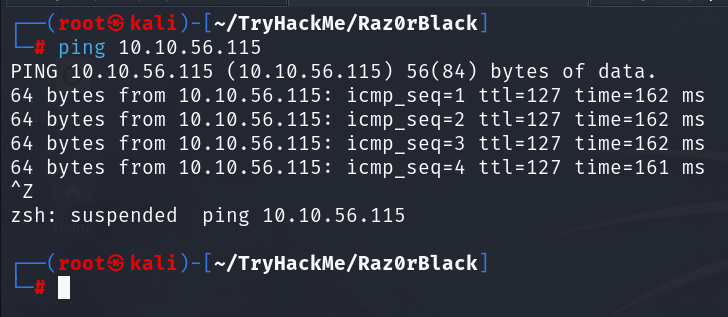 ┌──(root㉿kali)-[~/TryHackMe/Raz0rBlack]
└─# ping 10.10.56.115
PING 10.10.56.115 (10.10.56.115) 56(84) bytes of data.
64 bytes from 10.10.56.115: icmp_seq=1 ttl=127 time=162 ms
64 bytes from 10.10.56.115: icmp_seq=2 ttl=127 time=162 ms
64 bytes from 10.10.56.115: icmp_seq=3 ttl=127 time=162 ms
64 bytes from 10.10.56.115: icmp_seq=4 ttl=127 time=161 ms
^Z
zsh: suspended  ping 10.10.56.115
Home
┌──(root㉿kali)-[~/TryHackMe/Raz0rBlack]
└─#